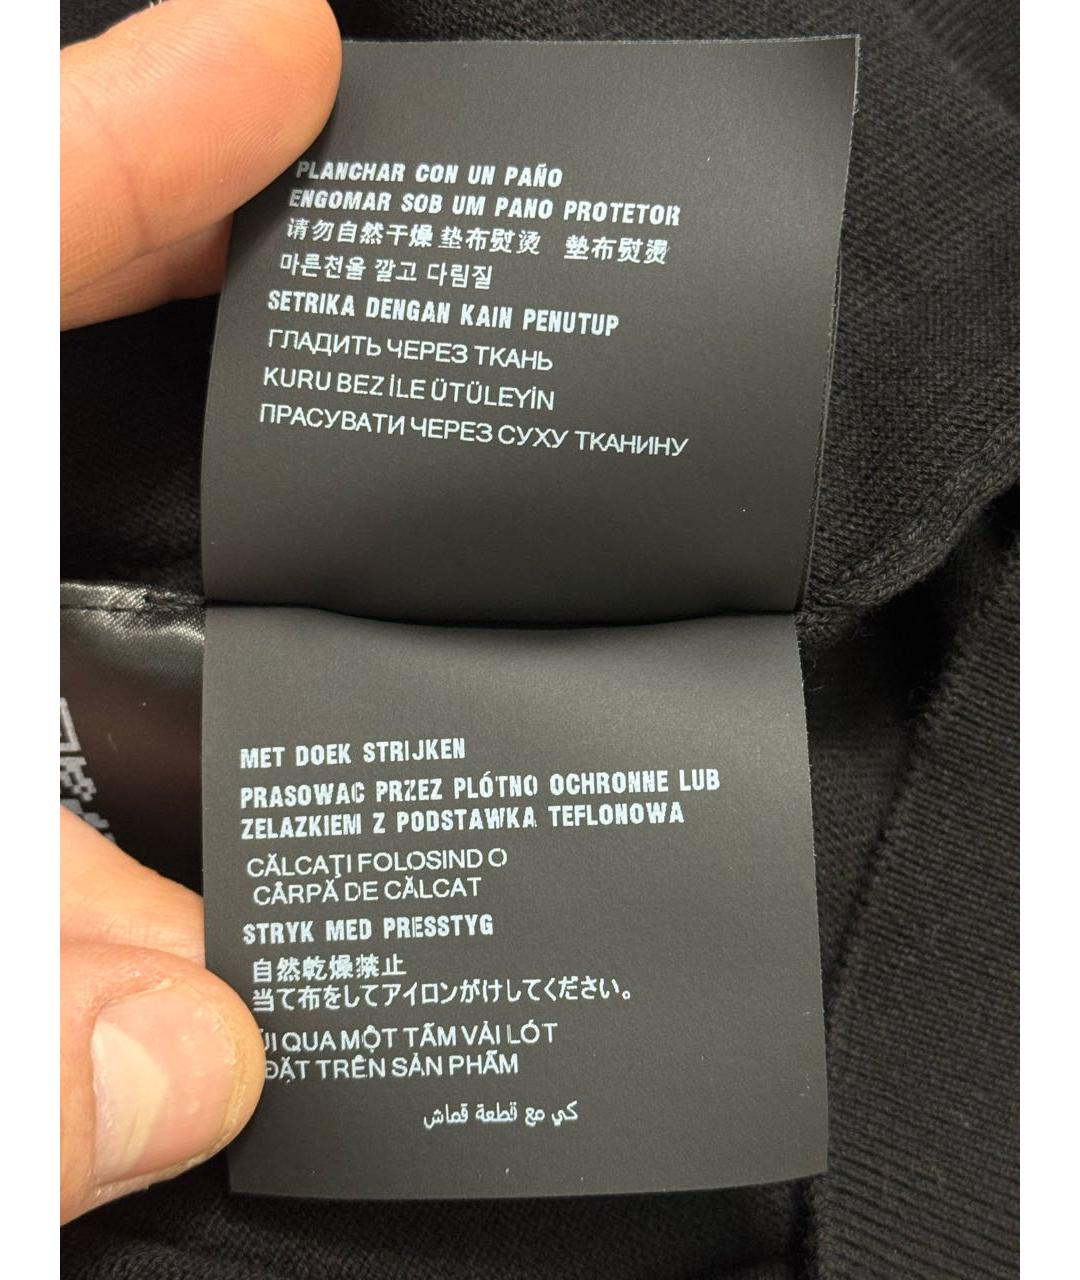 PLANCHAR CON UN PAÑO
ENGOMAR SOB UM PANO PROTETOR
请勿自然干燥 垫布熨烫 墊布熨燙
마른천을 깔고 다림질
SETRIKA DENGAN KAIN PENUTUP
ГЛАДИТЬ ЧЕРЕЗ ТКАНЬ
KURU BEZ İLE ÜTÜLEYİN
ПРАСУВАТИ ЧЕРЕЗ СУХУ ТКАНИНУ
MET DOEK STRIJKEN
PRASOWAC PRZEZ PLÓTNO OCHRONNE LUB
ZELAZKIEM Z PODSTAWKA TEFLONOWA
CĂLCAŢI FOLOSIND O
CÂRPĂ DE CĂLCAT
STRYK MED PRESSTYG
自然乾燥禁止
当て布をしてアイロンがけしてください。
QUA MỘT TẤM VẢI LÓT
ĐẶT TRÊN SẢN PHẨM
كي مع قطعة قماش